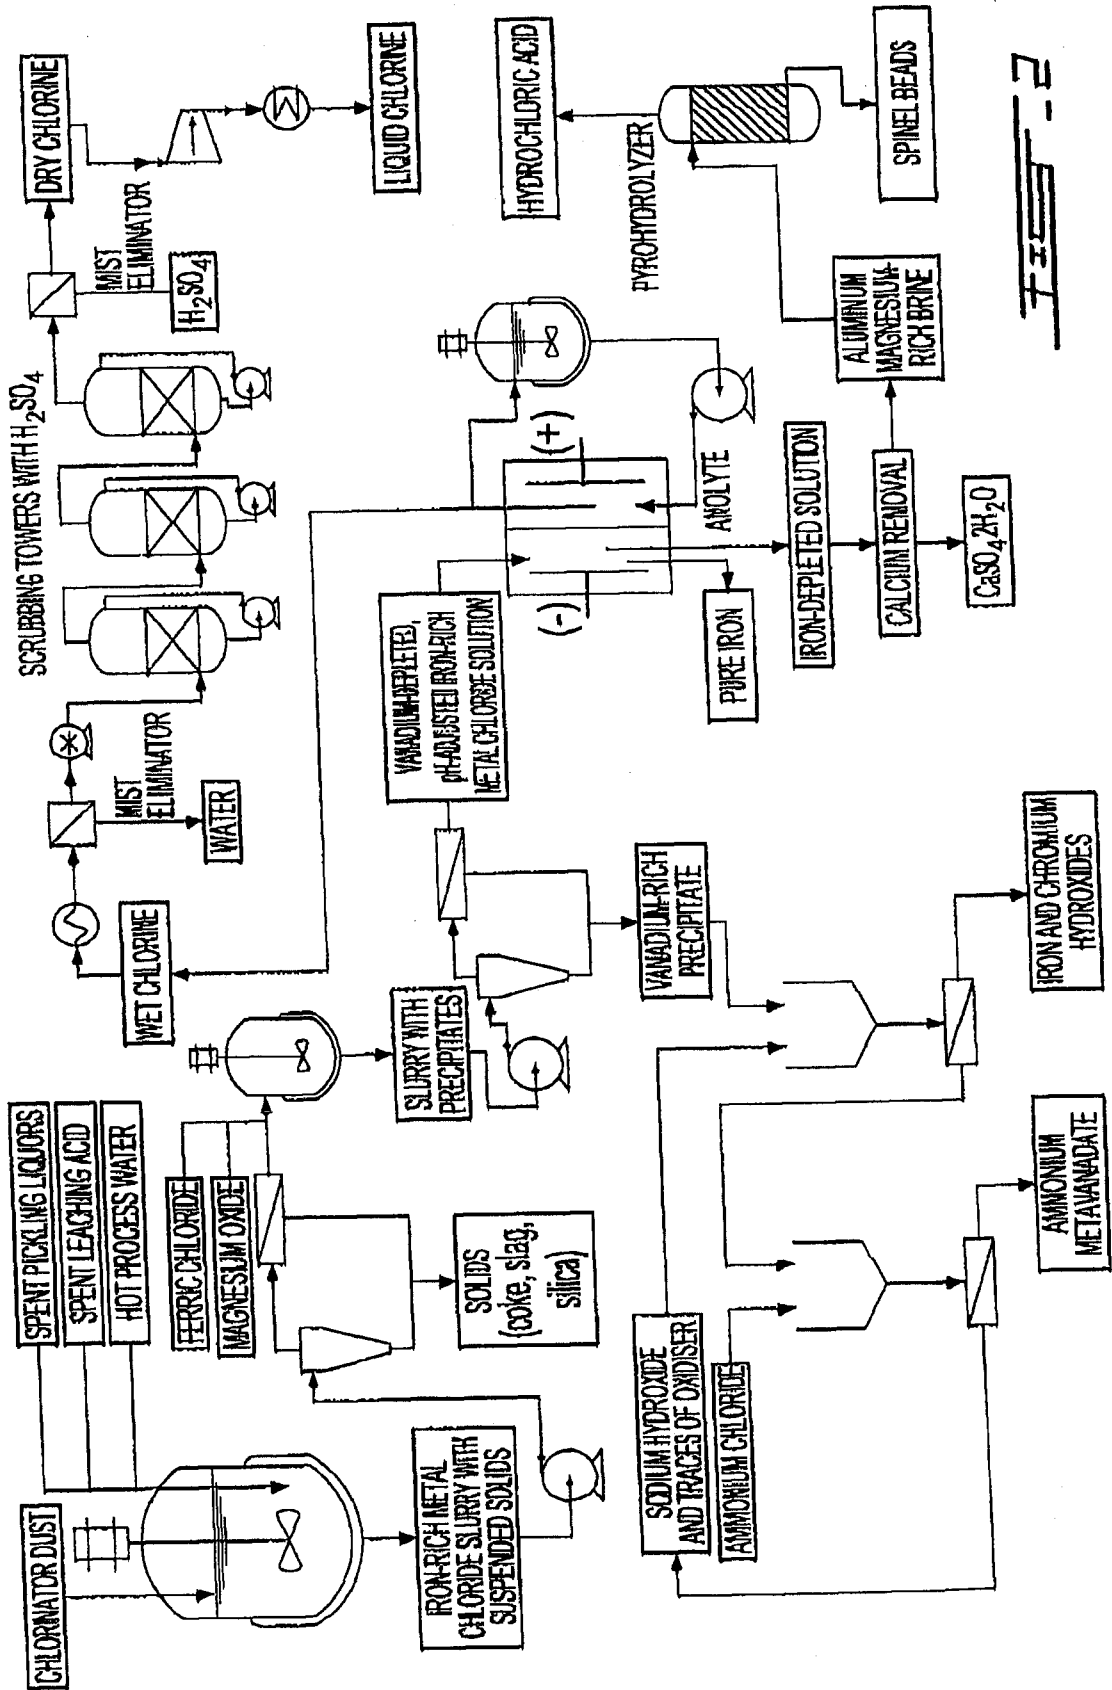 CHLORINATOR DUST
SPENT PICKLING LIQUORS
SPENT LEACHING ACID
HOT PROCESS WATER
IRON-RICH METAL
CHLORIDE SLURRY WITH
SUSPENDED SOLIDS
FERRIC CHLORIDE
MAGNESIUM OXIDE
SOLIDS
(coke, slag,
silica)
SLURRY WITH
PRECIPITATES
WET CHLORINE
MIST
ELIMINATOR
WATER
SCRUBBING TOWERS WITH H2SO4
MIST
ELIMINATOR
H2SO4
DRY CHLORINE
LIQUID CHLORINE
VANADIUM-DEPLETED,
pH-ADJUSTED IRON-RICH
METAL CHLORIDE SOLUTION
(-)
(+)
ANOLYTE
PURE IRON
IRON-DEPLETED SOLUTION
CALCIUM REMOVAL
CaSO4 2H2O
ALUMINUM
MAGNESIUM-
RICH BRINE
PYROHYDROLYZER
HYDROCHLORIC ACID
SPINEL BEADS
VANADIUM-RICH
PRECIPITATE
SODIUM HYDROXIDE
AND TRACES OF OXIDISER
AMMONIUM CHLORIDE
IRON AND CHROMIUM
HYDROXIDES
AMMONIUM
METAVANADATE
FIG - 2